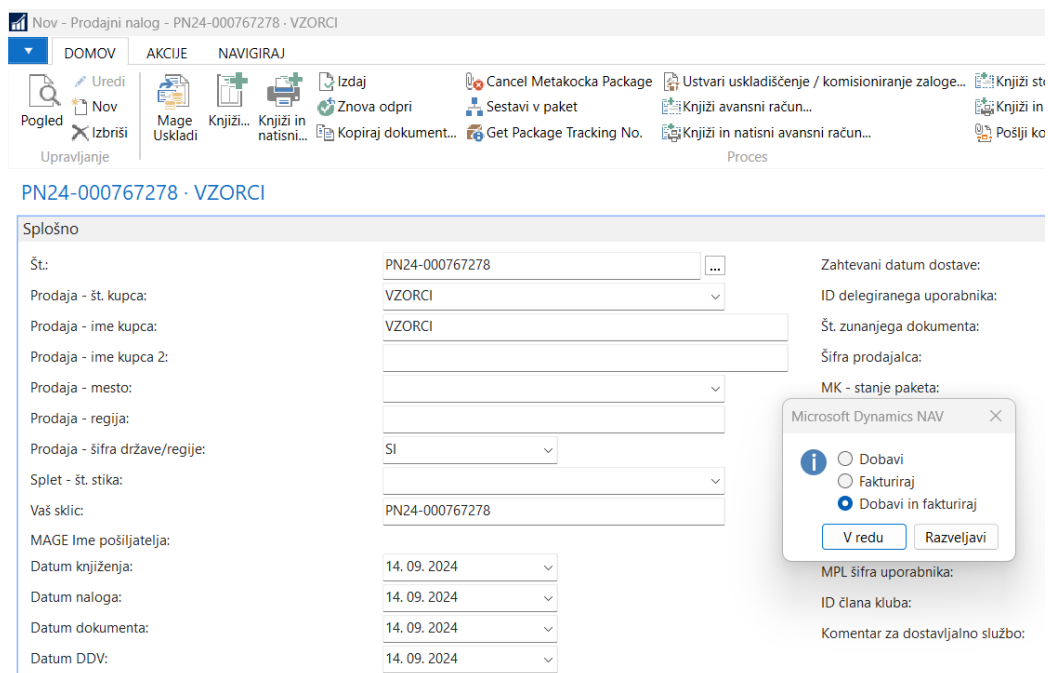 Nov - Prodajni nalog - PN24-000767278 · VZORCI
DOMOV AKCIJE NAVIGIRAJ
Pogled
Uredi
Nov
Izbriši
Upravljanje
Mage Uskladi
Knjiži...
Knjiži in natisni...
Izdaj
Znova odpri
Kopiraj dokument...
Cancel Metakocka Package
Sestavi v paket
Get Package Tracking No.
Ustvari uskladiščenje / komisioniranje zaloge...
Knjiži avansni račun...
Knjiži in natisni avansni račun...
Knjiži sto
Knjiži in
Pošlji ko
Proces
PN24-000767278 · VZORCI
Splošno
Št.: PN24-000767278 ...
Prodaja - št. kupca: VZORCI
Prodaja - ime kupca: VZORCI
Prodaja - ime kupca 2:
Prodaja - mesto:
Prodaja - regija:
Prodaja - šifra države/regije: SI
Splet - št. stika:
Vaš sklic: PN24-000767278
MAGE Ime pošiljatelja:
Datum knjiženja: 14. 09. 2024
Datum naloga: 14. 09. 2024
Datum dokumenta: 14. 09. 2024
Datum DDV: 14. 09. 2024
Zahtevani datum dostave:
ID delegiranega uporabnika:
Št. zunanjega dokumenta:
Šifra prodajalca:
MK - stanje paketa:
Microsoft Dynamics NAV
Dobavi
Fakturiraj
Dobavi in fakturiraj
V redu Razveljavi
MPL šifra uporabnika:
ID člana kluba:
Komentar za dostavljalno službo: